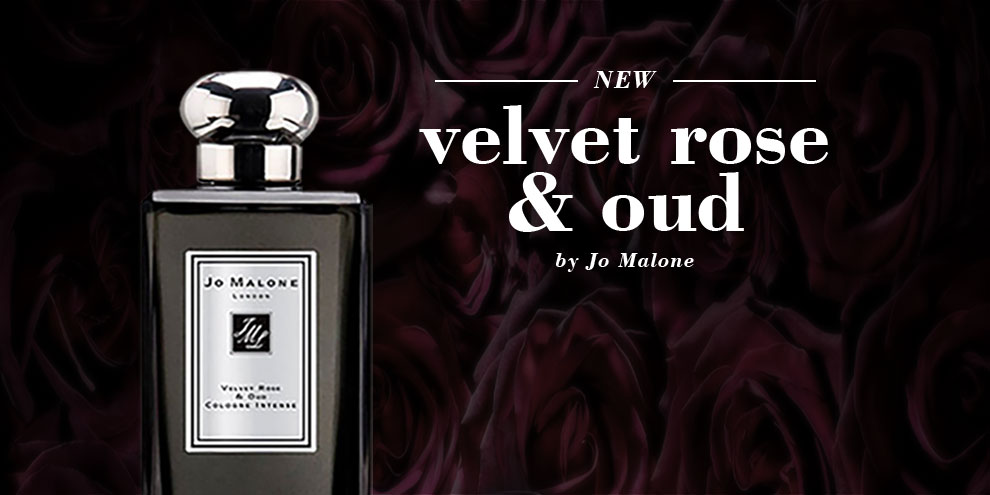 NEW
velvet rose
& oud
by Jo Malone
JO MALONE
LONDON
VELVET ROSE
& OUD
COLOGNE INTENSE